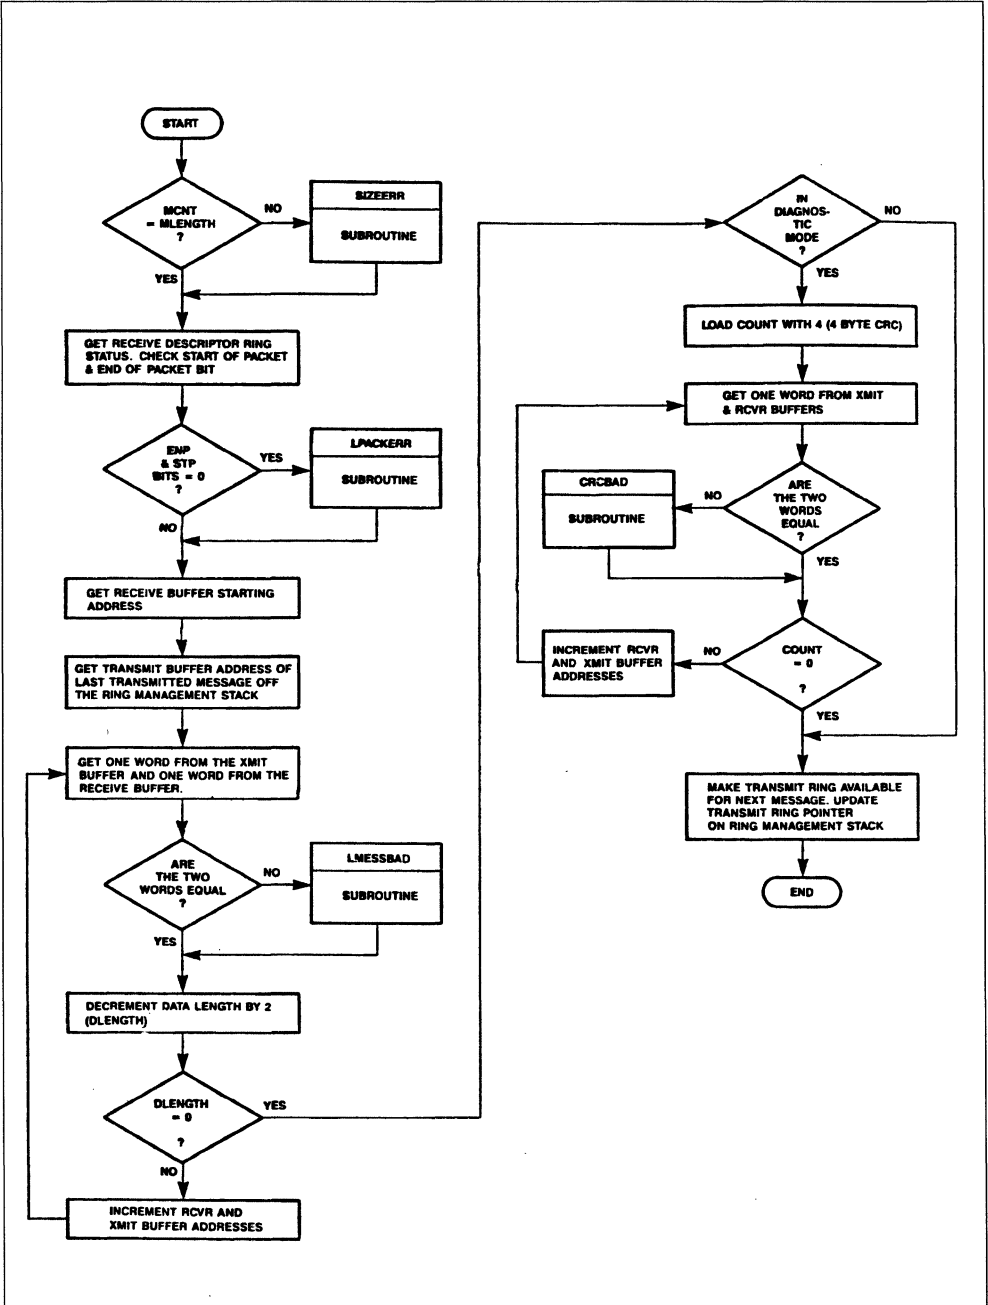 START
MCNT
= MLENGTH
?
NO
SIZEERR
SUBROUTINE
YES
GET RECEIVE DESCRIPTOR RING
STATUS. CHECK START OF PACKET
& END OF PACKET BIT
ENP
& STP
BITS = 0
?
YES
LPACKERR
SUBROUTINE
NO
GET RECEIVE BUFFER STARTING
ADDRESS
GET TRANSMIT BUFFER ADDRESS OF
LAST TRANSMITTED MESSAGE OFF
THE RING MANAGEMENT STACK
GET ONE WORD FROM THE XMIT
BUFFER AND ONE WORD FROM THE
RECEIVE BUFFER.
ARE
THE TWO
WORDS EQUAL
?
NO
LMESSBAD
SUBROUTINE
YES
DECREMENT DATA LENGTH BY 2
(DLENGTH)
DLENGTH
= 0
?
YES
NO
INCREMENT RCVR AND
XMIT BUFFER ADDRESSES
IN
DIAGNOS-
TIC
MODE
?
NO
YES
LOAD COUNT WITH 4 (4 BYTE CRC)
GET ONE WORD FROM XMIT
& RCVR BUFFERS
ARE
THE TWO
WORDS
EQUAL
?
NO
CRCBAD
SUBROUTINE
YES
COUNT
= 0
?
NO
INCREMENT RCVR
AND XMIT BUFFER
ADDRESSES
YES
MAKE TRANSMIT RING AVAILABLE
FOR NEXT MESSAGE. UPDATE
TRANSMIT RING POINTER
ON RING MANAGEMENT STACK
END